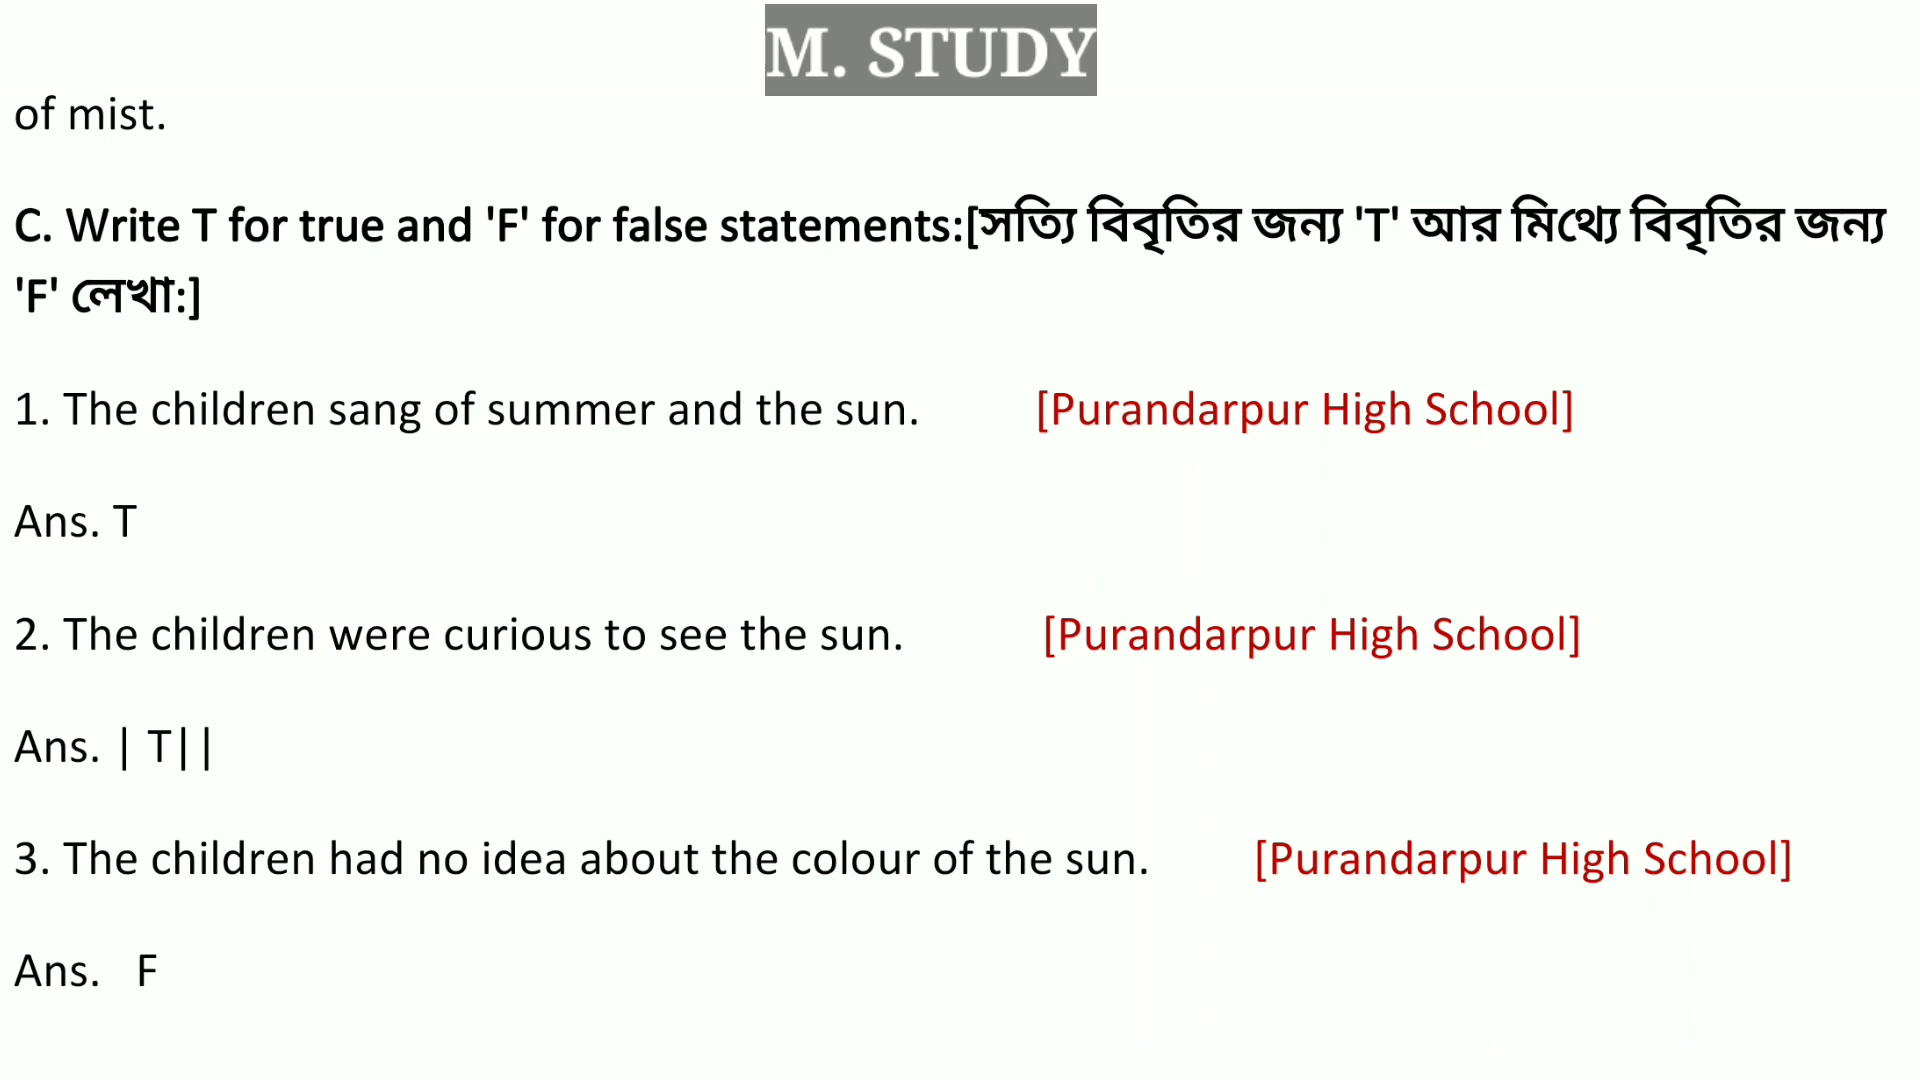 M. STUDY
of mist.
C. Write T for true and 'F' for false statements:[সত্যি বিবৃতির জন্য 'T' আর মিথ্যে বিবৃতির জন্য
'F' লেখা:]
1. The children sang of summer and the sun. [Purandarpur High School]
Ans. T
2. The children were curious to see the sun. [Purandarpur High School]
Ans. | T||
3. The children had no idea about the colour of the sun. [Purandarpur High School]
Ans. F